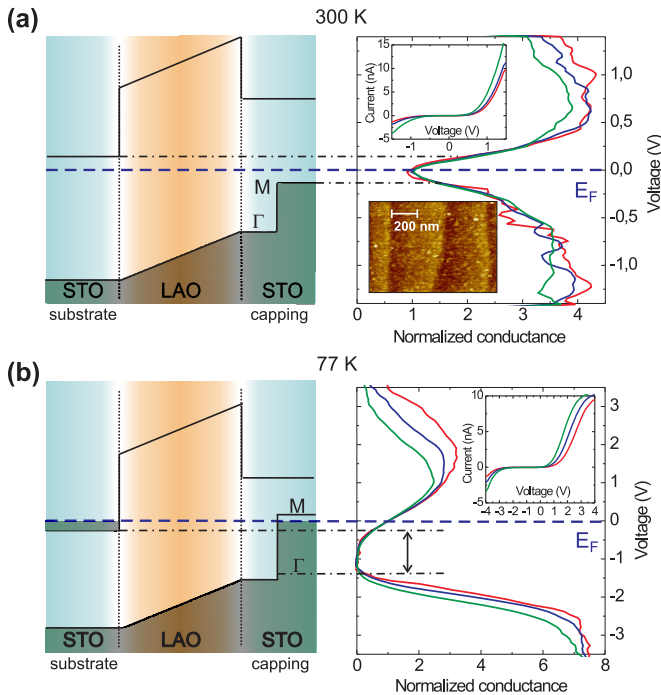 300 K
(a)
M
Γ
STO LAO STO
substrate capping
15
10
5
0
-5
Current (nA)
-1 0 1
Voltage (V)
200 nm
E_F
1,0
0,5
0,0
-0,5
-1,0
Voltage (V)
0 1 2 3 4
Normalized conductance
77 K
(b)
M
Γ
STO LAO STO
substrate capping
10
5
0
-5
Current (nA)
-4 -3 -2 -1 0 1 2 3 4
Voltage (V)
E_F
3
2
1
0
-1
-2
-3
Voltage (V)
0 2 4 6 8
Normalized conductance